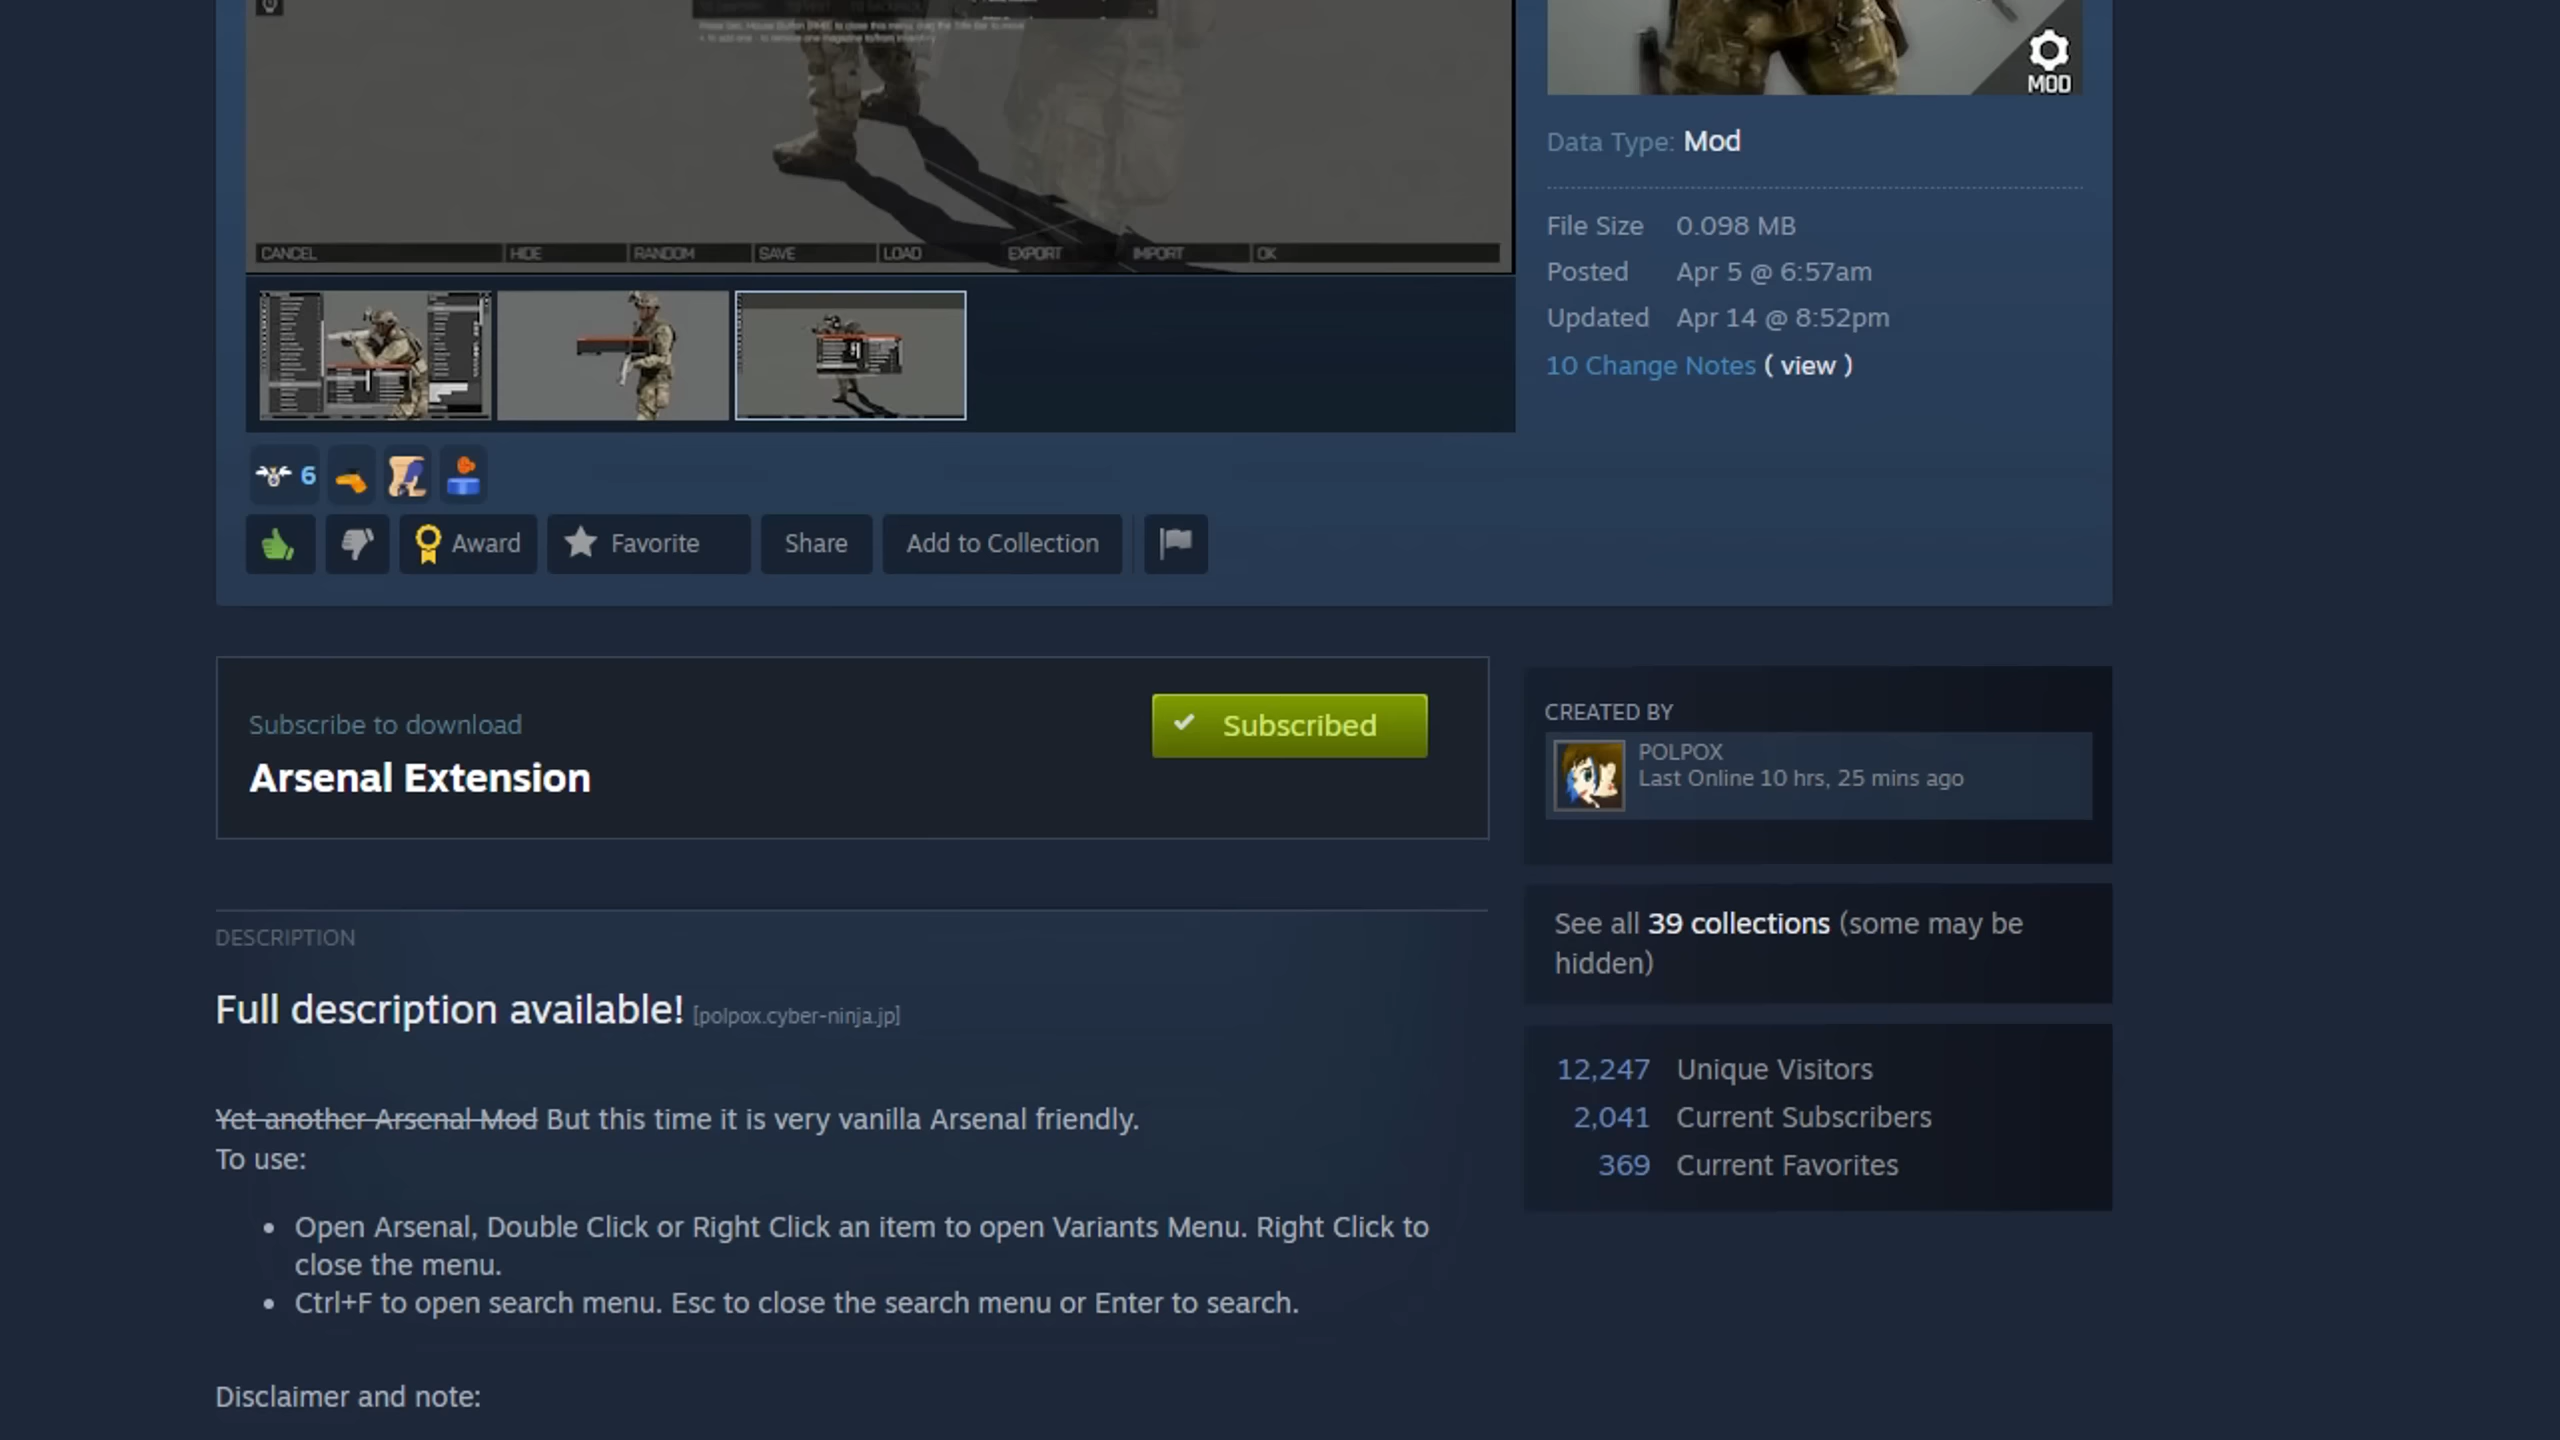 CANCEL HIDE RANDOM SAVE LOAD EXPORT IMPORT OK
6
Award
Favorite
Share
Add to Collection
MOD
Data Type: Mod
File Size 0.098 MB
Posted Apr 5 @ 6:57am
Updated Apr 14 @ 8:52pm
10 Change Notes ( view )
Subscribe to download
Arsenal Extension
Subscribed
CREATED BY
POLPOX
Last Online 10 hrs, 25 mins ago
See all 39 collections (some may be
hidden)
12,247 Unique Visitors
2,041 Current Subscribers
369 Current Favorites
DESCRIPTION
Full description available! [polpox.cyber-ninja.jp]
Yet another Arsenal Mod But this time it is very vanilla Arsenal friendly.
To use:
• Open Arsenal, Double Click or Right Click an item to open Variants Menu. Right Click to
close the menu.
• Ctrl+F to open search menu. Esc to close the search menu or Enter to search.
Disclaimer and note: